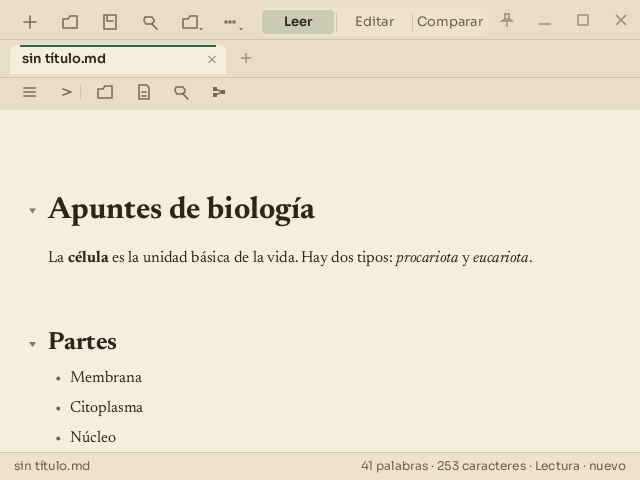 Leer
Editar
Comparar
sin título.md
Apuntes de biología
La célula es la unidad básica de la vida. Hay dos tipos: procariota y eucariota.
Partes
• Membrana
• Citoplasma
• Núcleo
sin título.md
41 palabras · 253 caracteres · Lectura · nuevo